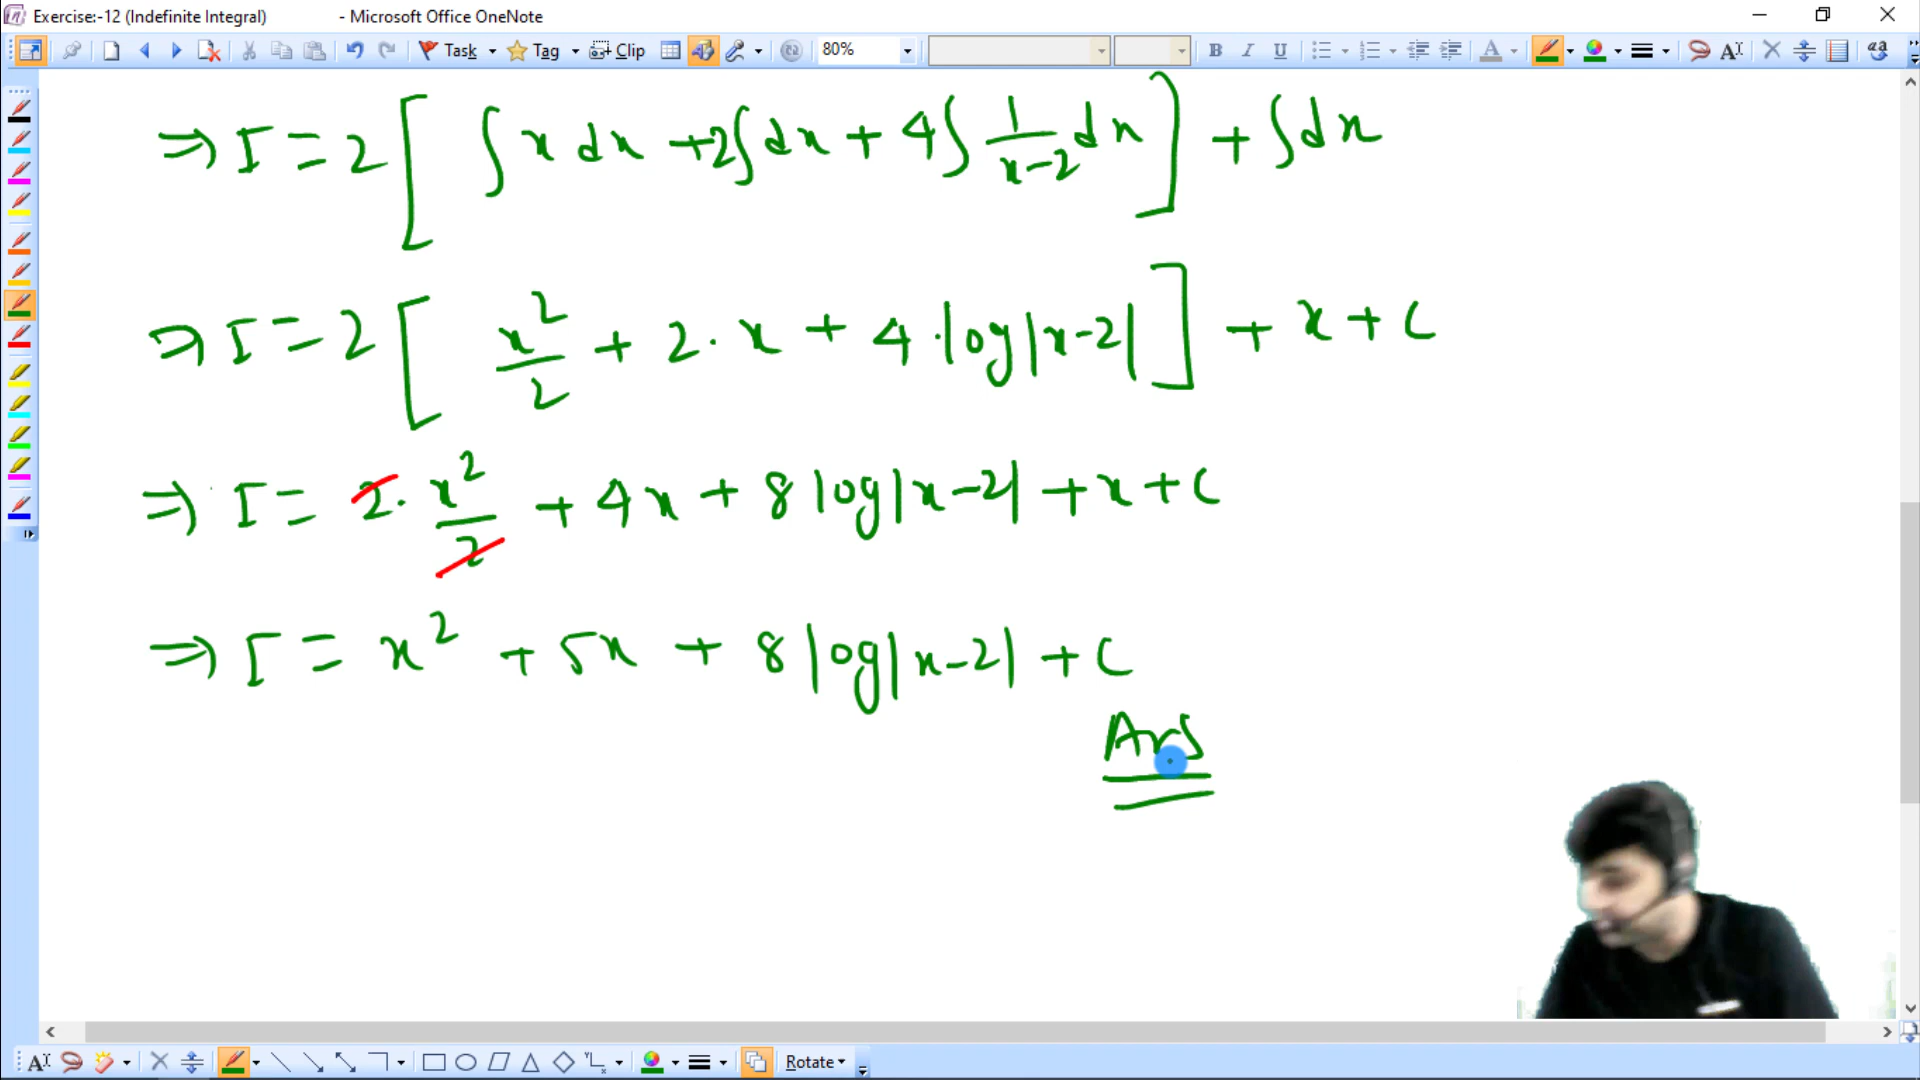 Exercise:-12 (Indefinite Integral) - Microsoft Office OneNote
Task Tag Clip 80% B I U A
⇒ I = 2 [ ∫ x dx + 2∫ dx + 4∫ 1/(x-2) dx ] + ∫ dx
⇒ I = 2 [ x²/2 + 2·x + 4·log|x-2| ] + x + c
⇒ I = 2· x²/2 + 4x + 8 log|x-2| + x + c
⇒ I = x² + 5x + 8 log|x-2| + c
Ans
Rotate